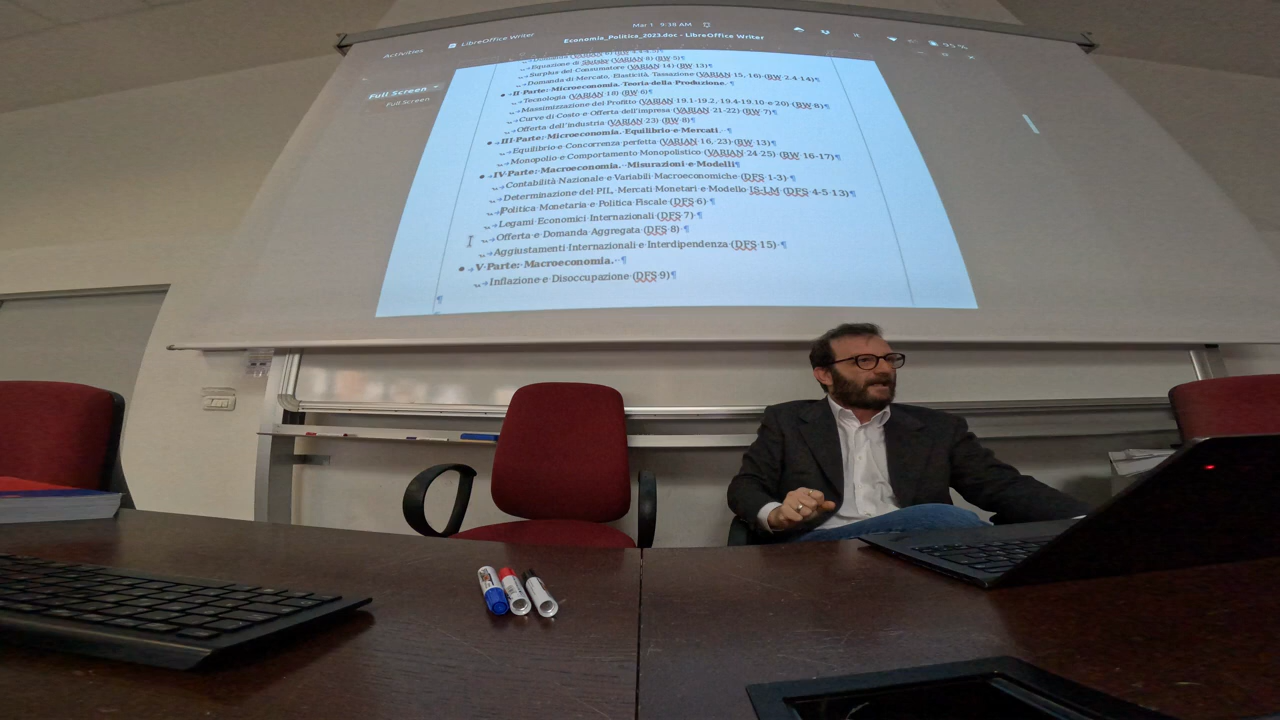 Mar 1 9:38 AM
Activities
LibreOffice Writer
Economia_Politica_2023.doc - LibreOffice Writer
it
95 %
Full Screen
Full Screen
Equazione di Slutsky (VARIAN 8) (BW 5)
Surplus del Consumatore (VARIAN 14) (BW 13)
Domanda di Mercato, Elasticità, Tassazione (VARIAN 15, 16) (BW 2.4 14)
II Parte: Microeconomia. Teoria della Produzione.
Tecnologia (VARIAN 18) (BW 6)
Massimizzazione del Profitto (VARIAN 19.1-19.2, 19.4-19.10 e 20) (BW 8)
Curve di Costo e Offerta dell'impresa (VARIAN 21-22) (BW 7)
Offerta dell'industria (VARIAN 23) (BW 8)
III Parte: Microeconomia. Equilibrio e Mercati.
Equilibrio e Concorrenza perfetta (VARIAN 16, 23) (BW 13)
Monopolio e Comportamento Monopolistico (VARIAN 24 25) (BW 16-17)
IV Parte: Macroeconomia. Misurazioni e Modelli
Contabilità Nazionale e Variabili Macroeconomiche (DFS 1-3)
Determinazione del PIL, Mercati Monetari e Modello IS-LM (DFS 4-5-13)
Politica Monetaria e Politica Fiscale (DFS 6)
Legami Economici Internazionali (DFS 7)
Offerta e Domanda Aggregata (DFS 8)
Aggiustamenti Internazionali e Interdipendenza (DFS 15)
V Parte: Macroeconomia.
Inflazione e Disoccupazione (DFS 9)